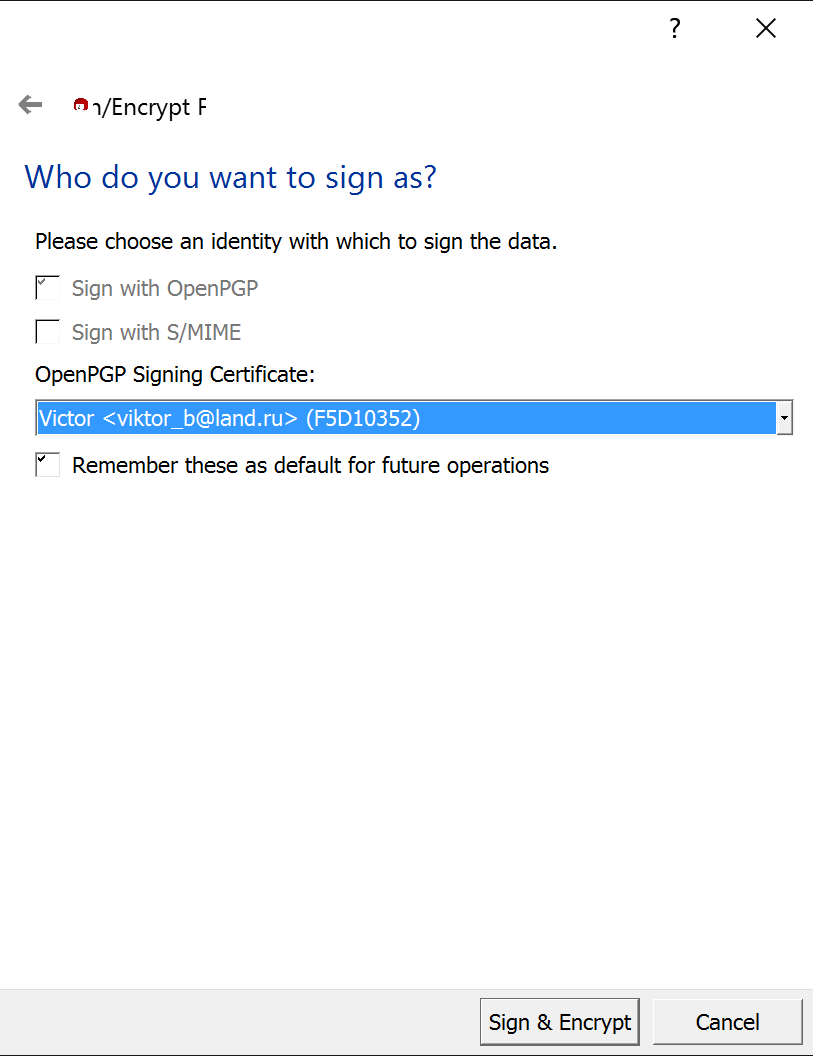 ?
n/Encrypt F
Who do you want to sign as?
Please choose an identity with which to sign the data.
Sign with OpenPGP
Sign with S/MIME
OpenPGP Signing Certificate:
Victor <viktor_b@land.ru> (F5D10352)
Remember these as default for future operations
Sign & Encrypt Cancel